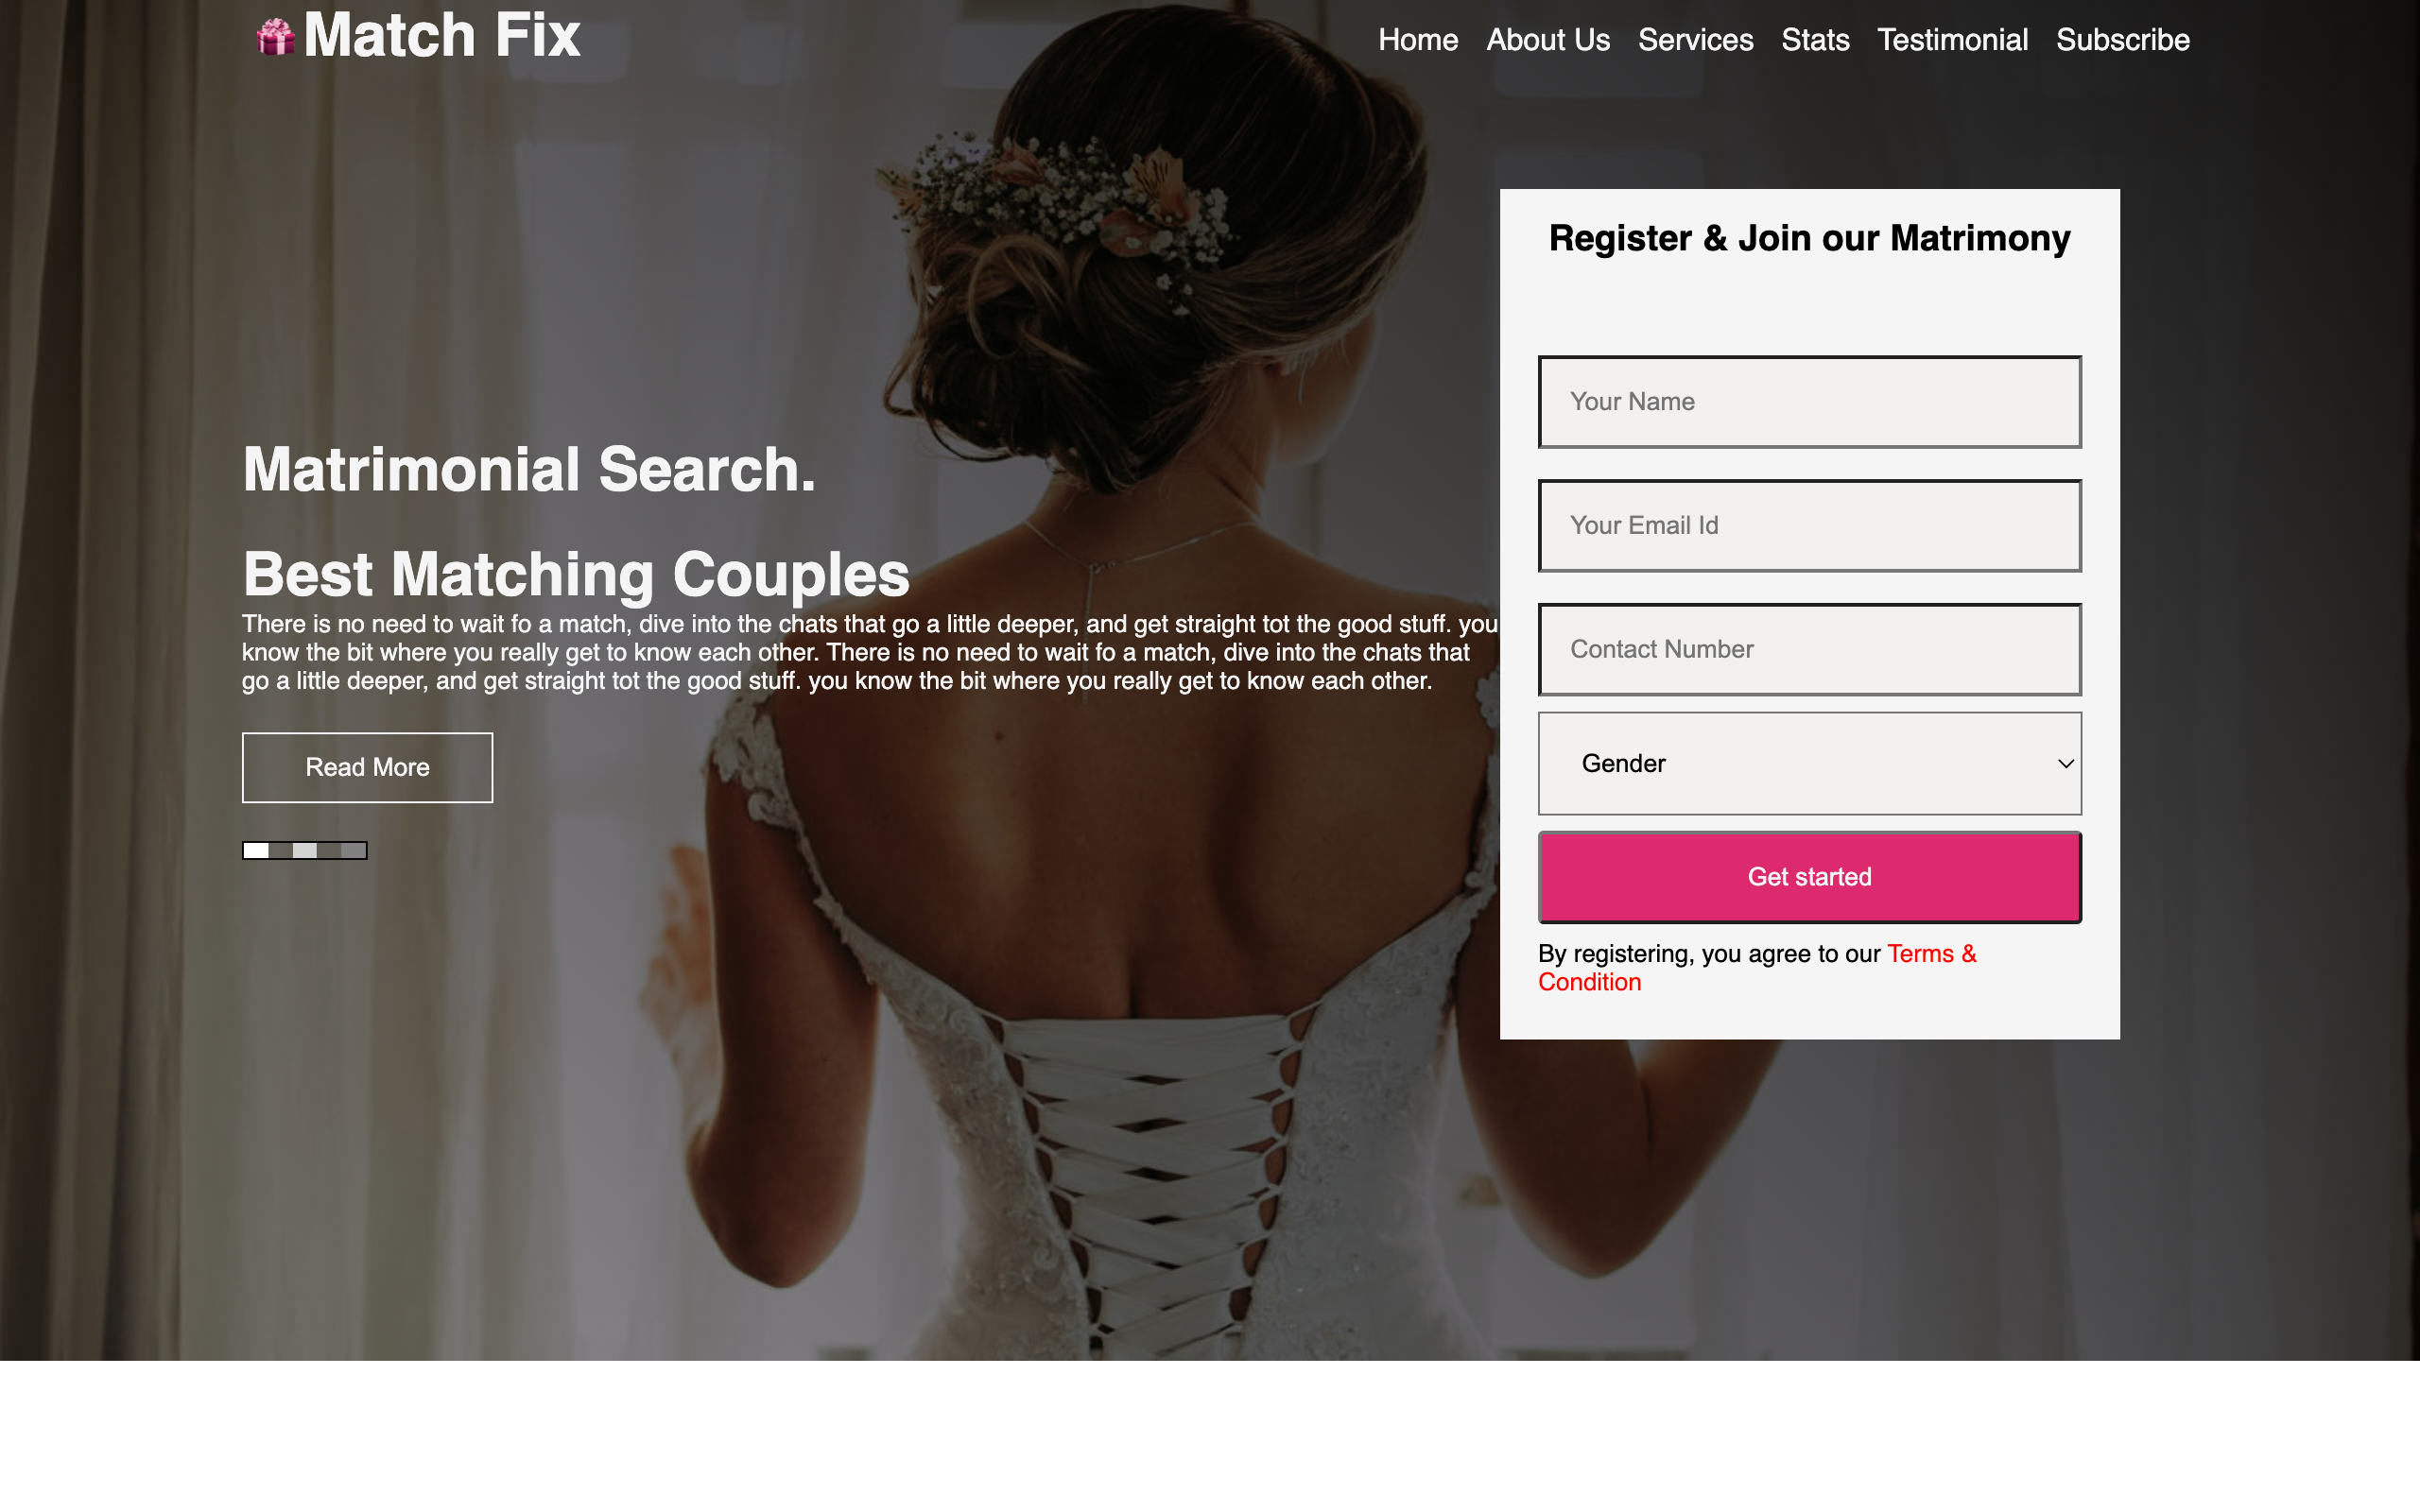 Match Fix
Home About Us Services Stats Testimonial Subscribe
Matrimonial Search.
Best Matching Couples
There is no need to wait fo a match, dive into the chats that go a little deeper, and get straight tot the good stuff. you
know the bit where you really get to know each other. There is no need to wait fo a match, dive into the chats that
go a little deeper, and get straight tot the good stuff. you know the bit where you really get to know each other.
Read More
Register & Join our Matrimony
Your Name
Your Email Id
Contact Number
Gender
Get started
By registering, you agree to our Terms &
Condition